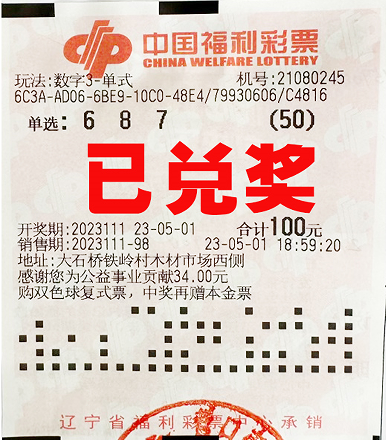 中国福利彩票
CHINA WELFARE LOTTERY
玩法:数字3-单式 机号:21080245
6C3A-AD06-6BE9-10C0-48E4/79930606/C4816
单选: 6 8 7 (50)
已兑奖
开奖期:2023111 23-05-01 合计100元
销售期:2023111-98 23-05-01 18:59:20
地址:大石桥铁岭村木材市场西侧
感谢您为公益事业贡献34.00元
购双色球复式票，中奖再赠本金票
辽宁省福利彩票中心承销